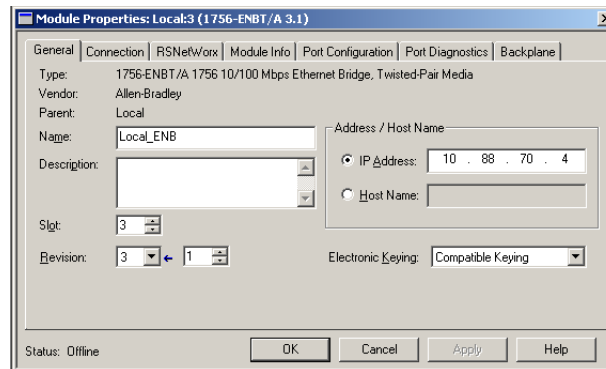 Module Properties: Local:3 (1756-ENBT/A 3.1)
General Connection RSNetWorx Module Info Port Configuration Port Diagnostics Backplane
Type: 1756-ENBT/A 1756 10/100 Mbps Ethernet Bridge, Twisted-Pair Media
Vendor: Allen-Bradley
Parent: Local
Name: Local_ENB
Address / Host Name
IP Address: 10 . 88 . 70 . 4
Description:
Host Name:
Slot: 3
Revision: 3 1
Electronic Keying: Compatible Keying
Status: Offline
OK Cancel Apply Help